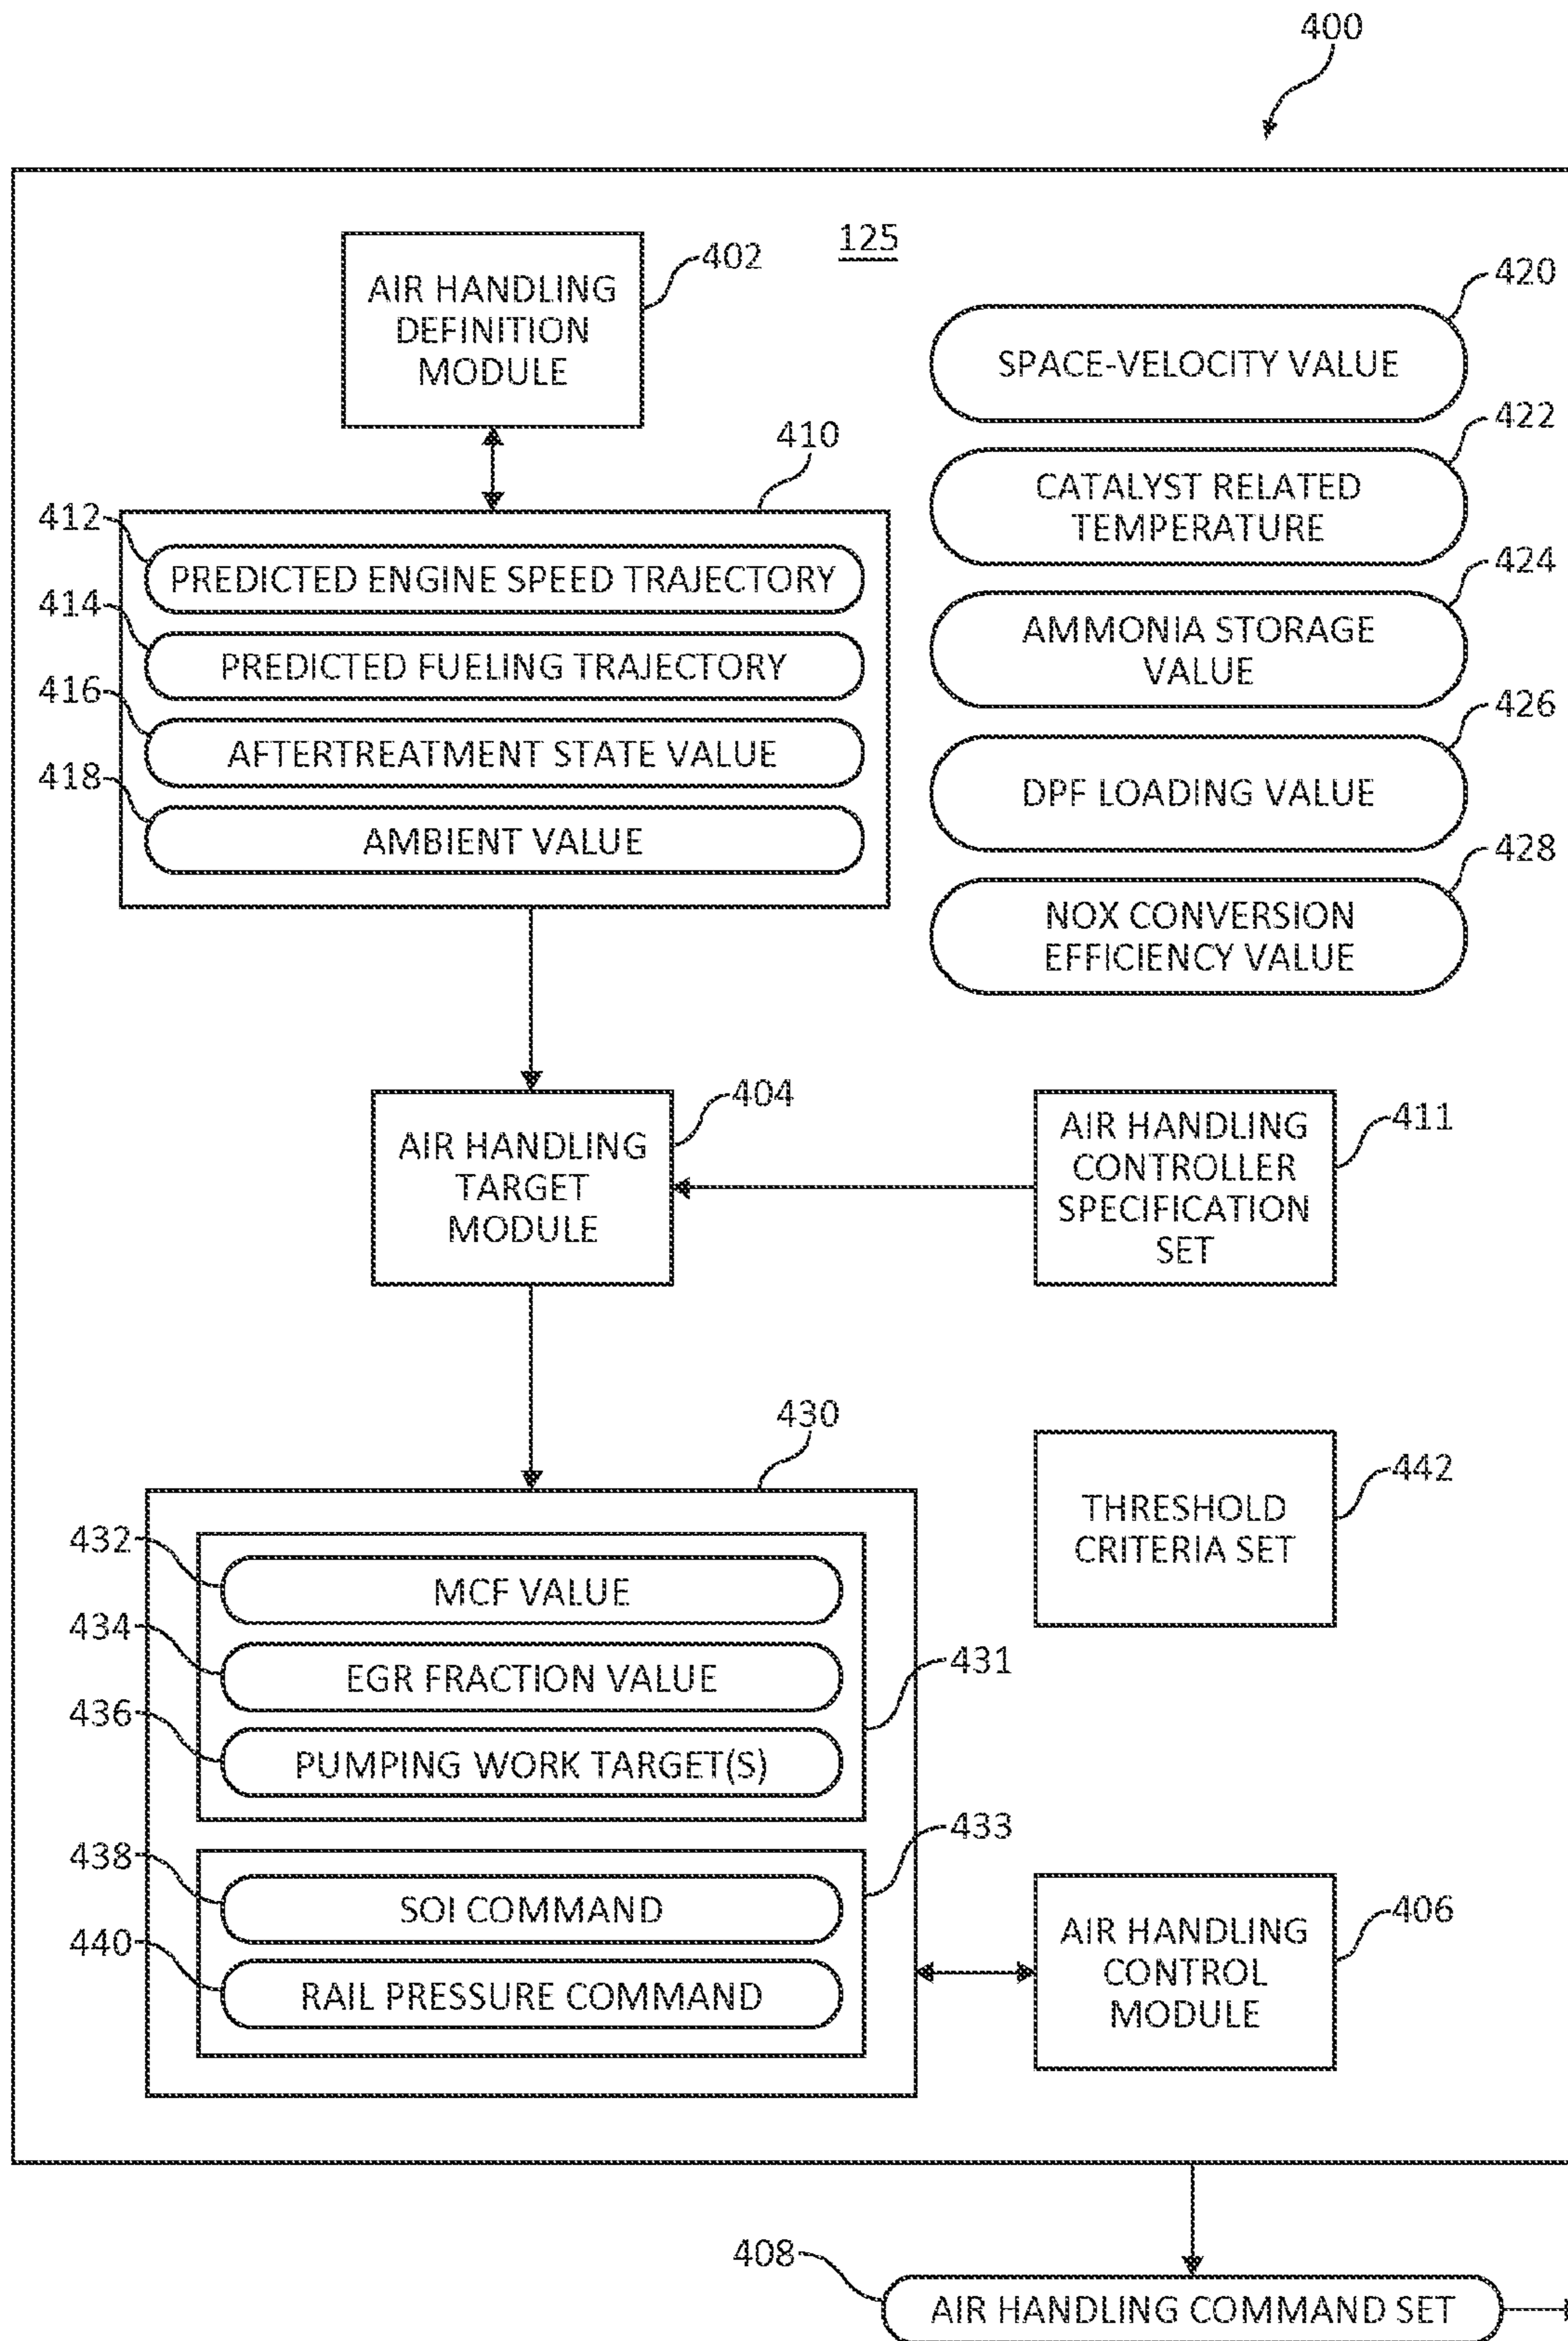 400
125
AIR HANDLING
DEFINITION
MODULE
402
420
SPACE-VELOCITY VALUE
422
CATALYST RELATED
TEMPERATURE
424
AMMONIA STORAGE
VALUE
426
DPF LOADING VALUE
428
NOX CONVERSION
EFFICIENCY VALUE
410
412
PREDICTED ENGINE SPEED TRAJECTORY
414
PREDICTED FUELING TRAJECTORY
416
AFTERTREATMENT STATE VALUE
418
AMBIENT VALUE
404
AIR HANDLING
TARGET
MODULE
411
AIR HANDLING
CONTROLLER
SPECIFICATION
SET
430
442
THRESHOLD
CRITERIA SET
432
MCF VALUE
434
EGR FRACTION VALUE
431
436
PUMPING WORK TARGET(S)
433
438
SOI COMMAND
440
RAIL PRESSURE COMMAND
406
AIR HANDLING
CONTROL
MODULE
408
AIR HANDLING COMMAND SET